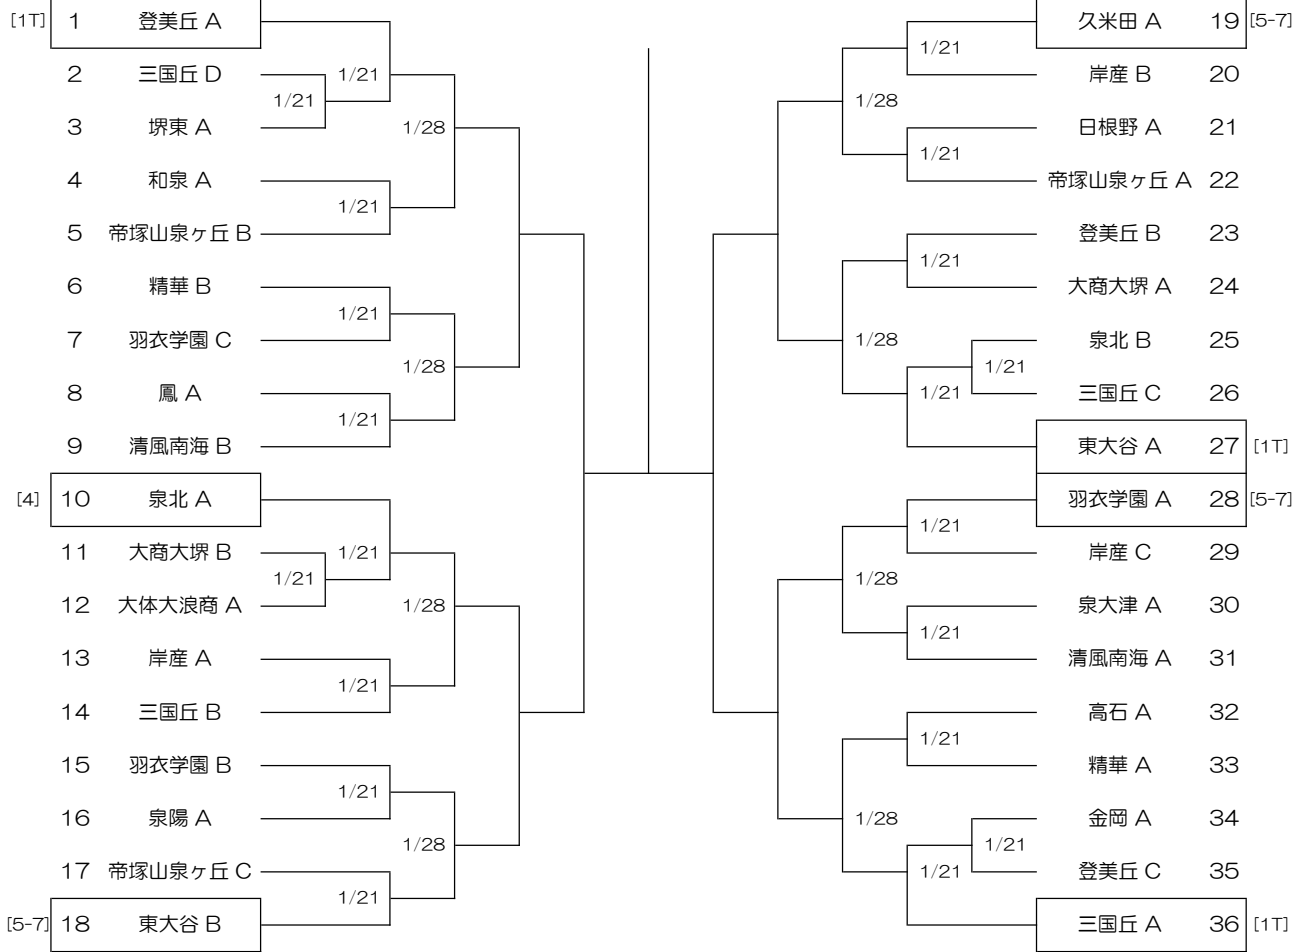 [1T] 1 登美丘 A
2 三国丘 D
1/21
1/21
3 堺東 A
1/28
4 和泉 A
1/21
5 帝塚山泉ヶ丘 B
6 精華 B
1/21
7 羽衣学園 C
1/28
8 鳳 A
1/21
9 清風南海 B
[4] 10 泉北 A
11 大商大堺 B
1/21
1/21
12 大体大浪商 A
1/28
13 岸産 A
1/21
14 三国丘 B
15 羽衣学園 B
1/21
16 泉陽 A
1/28
17 帝塚山泉ヶ丘 C
1/21
[5-7] 18 東大谷 B
久米田 A 19 [5-7]
1/21
岸産 B 20
1/28
日根野 A 21
1/21
帝塚山泉ヶ丘 A 22
登美丘 B 23
1/21
大商大堺 A 24
1/28
泉北 B 25
1/21
1/21
三国丘 C 26
東大谷 A 27 [1T]
羽衣学園 A 28 [5-7]
1/21
岸産 C 29
1/28
泉大津 A 30
1/21
清風南海 A 31
高石 A 32
1/21
精華 A 33
1/28
金岡 A 34
1/21
1/21
登美丘 C 35
三国丘 A 36 [1T]